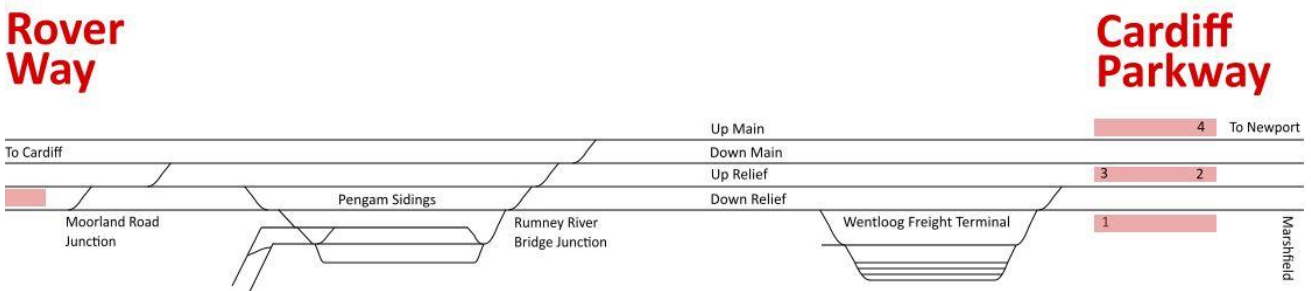 Rover
Way
Cardiff
Parkway
Up Main
4
To Newport
To Cardiff
Down Main
Up Relief
3
2
Pengam Sidings
Down Relief
Moorland Road
Junction
Rumney River
Bridge Junction
Wentloog Freight Terminal
1
Marshfield